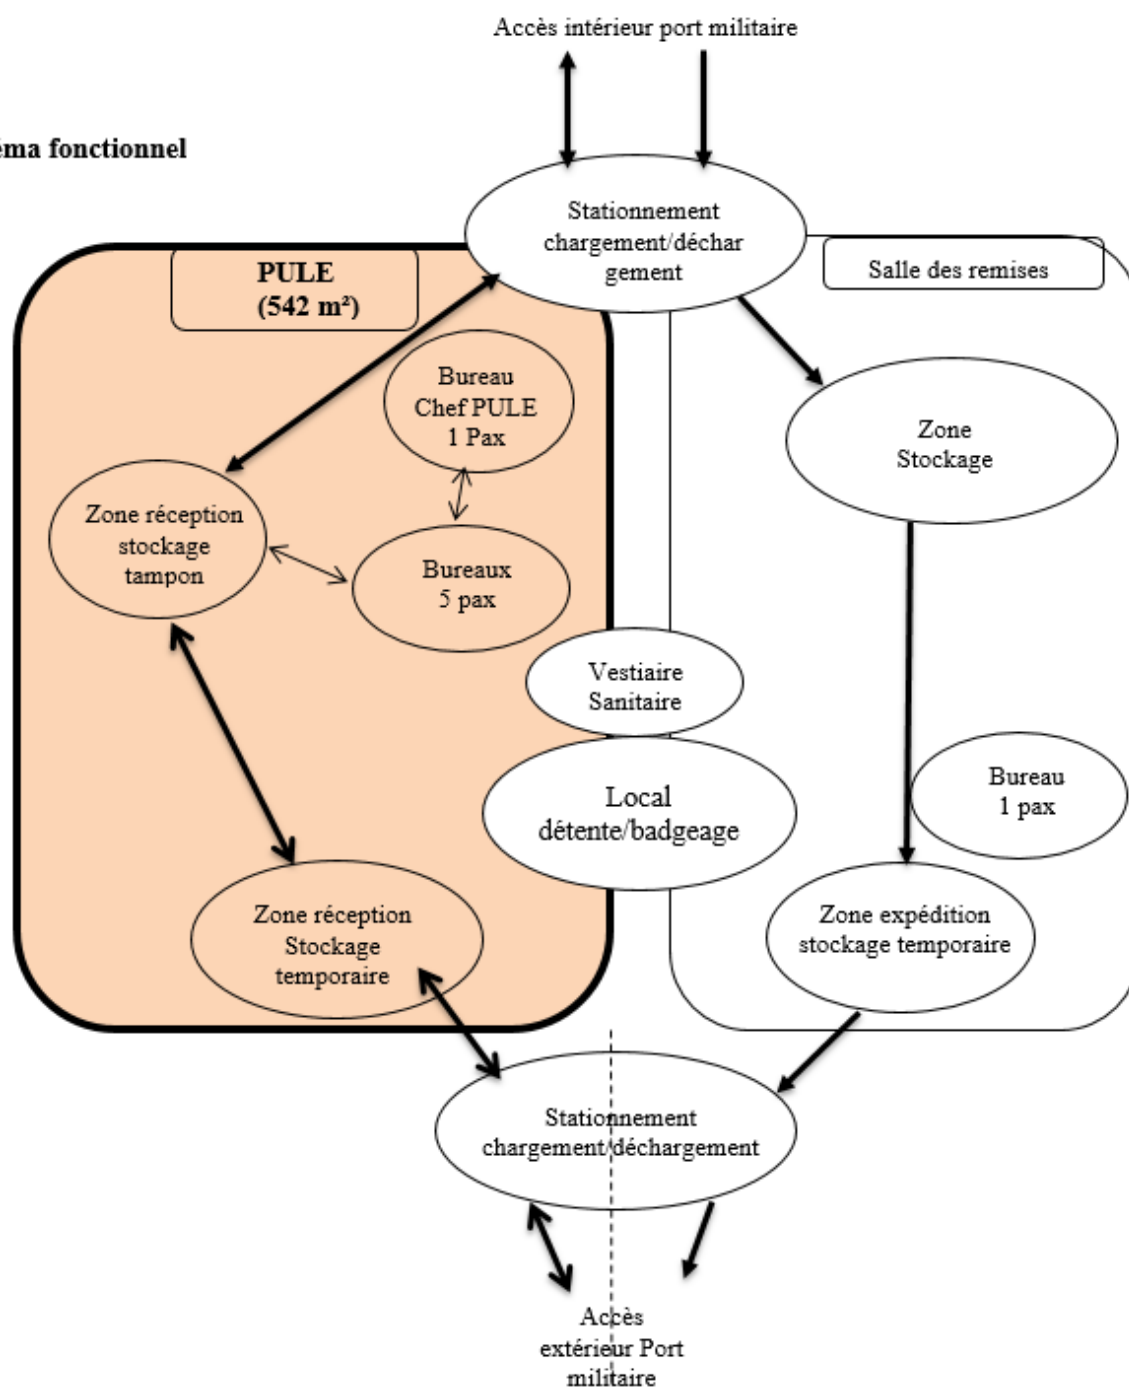 Accès intérieur port militaire
éma fonctionnel
Stationnement
chargement/déchar
gement
PULE
(542 m²)
Salle des remises
Bureau
Chef PULE
1 Pax
Zone
Stockage
Zone réception
stockage
tampon
Bureaux
5 pax
Vestiaire
Sanitaire
Local
détente/badgeage
Bureau
1 pax
Zone réception
Stockage
temporaire
Zone expédition
stockage temporaire
Stationnement
chargement/déchargement
Accès
extérieur Port
militaire